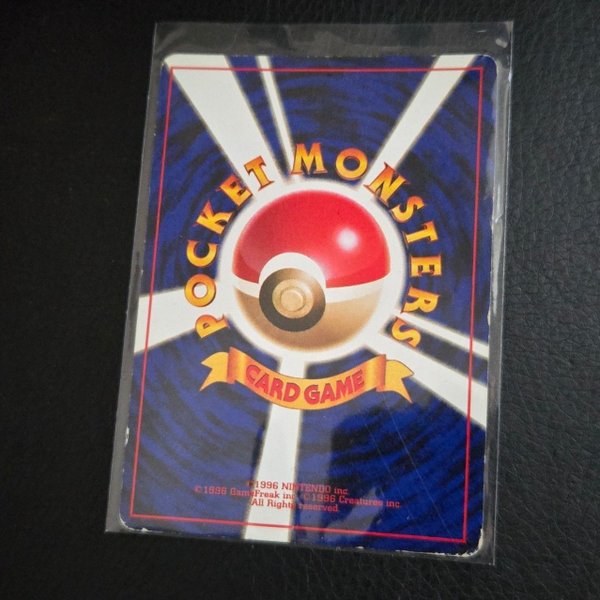 POCKET MONSTERS
CARD GAME
©1996 NINTENDO inc.
©1996 GameFreak inc. ©1996 Creatures inc.
All Rights reserved.